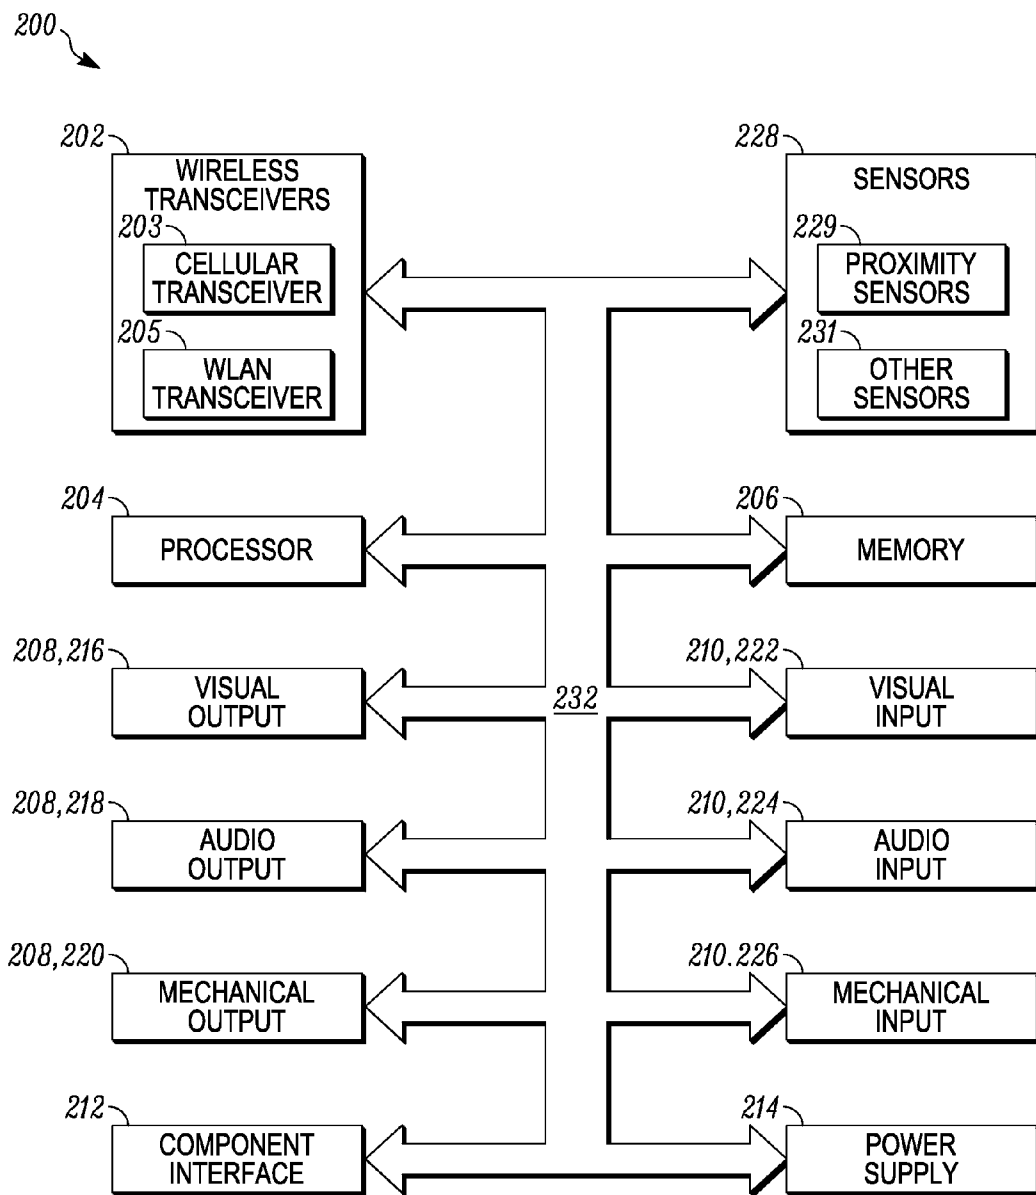 200
202
WIRELESS
TRANSCEIVERS
203
CELLULAR
TRANSCEIVER
205
WLAN
TRANSCEIVER
228
SENSORS
229
PROXIMITY
SENSORS
231
OTHER
SENSORS
204
PROCESSOR
206
MEMORY
208,216
VISUAL
OUTPUT
232
210,222
VISUAL
INPUT
208,218
AUDIO
OUTPUT
210,224
AUDIO
INPUT
208,220
MECHANICAL
OUTPUT
210.226
MECHANICAL
INPUT
212
COMPONENT
INTERFACE
214
POWER
SUPPLY